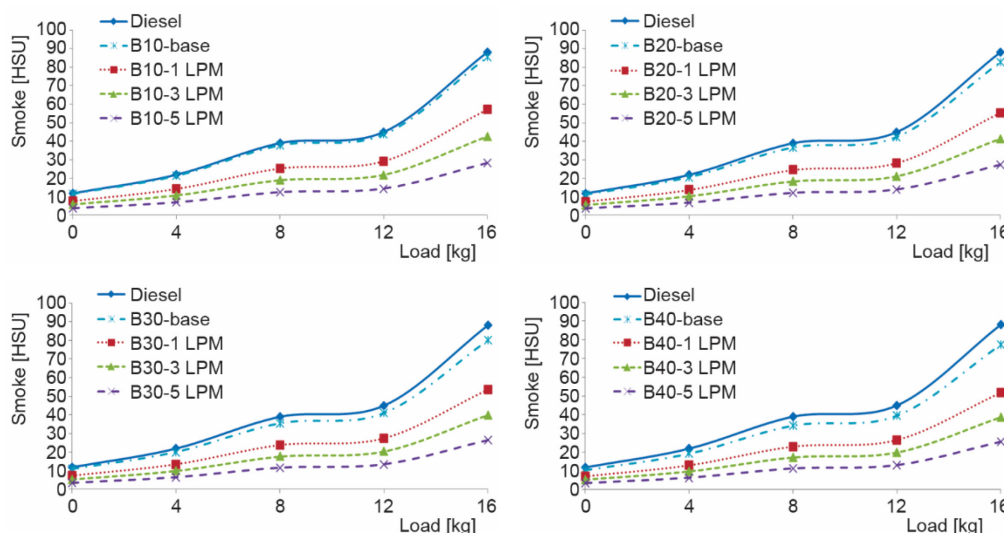 Smoke [HSU]
100
90
80
70
60
50
40
30
20
10
0
Diesel
B10-base
B10-1 LPM
B10-3 LPM
B10-5 LPM
0 4 8 12 16
Load [kg]
Smoke [HSU]
100
90
80
70
60
50
40
30
20
10
0
Diesel
B20-base
B20-1 LPM
B20-3 LPM
B20-5 LPM
0 4 8 12 16
Load [kg]
Smoke [HSU]
100
90
80
70
60
50
40
30
20
10
0
Diesel
B30-base
B30-1 LPM
B30-3 LPM
B30-5 LPM
0 4 8 12 16
Load [kg]
Smoke [HSU]
100
90
80
70
60
50
40
30
20
10
0
Diesel
B40-base
B40-1 LPM
B40-3 LPM
B40-5 LPM
0 4 8 12 16
Load [kg]